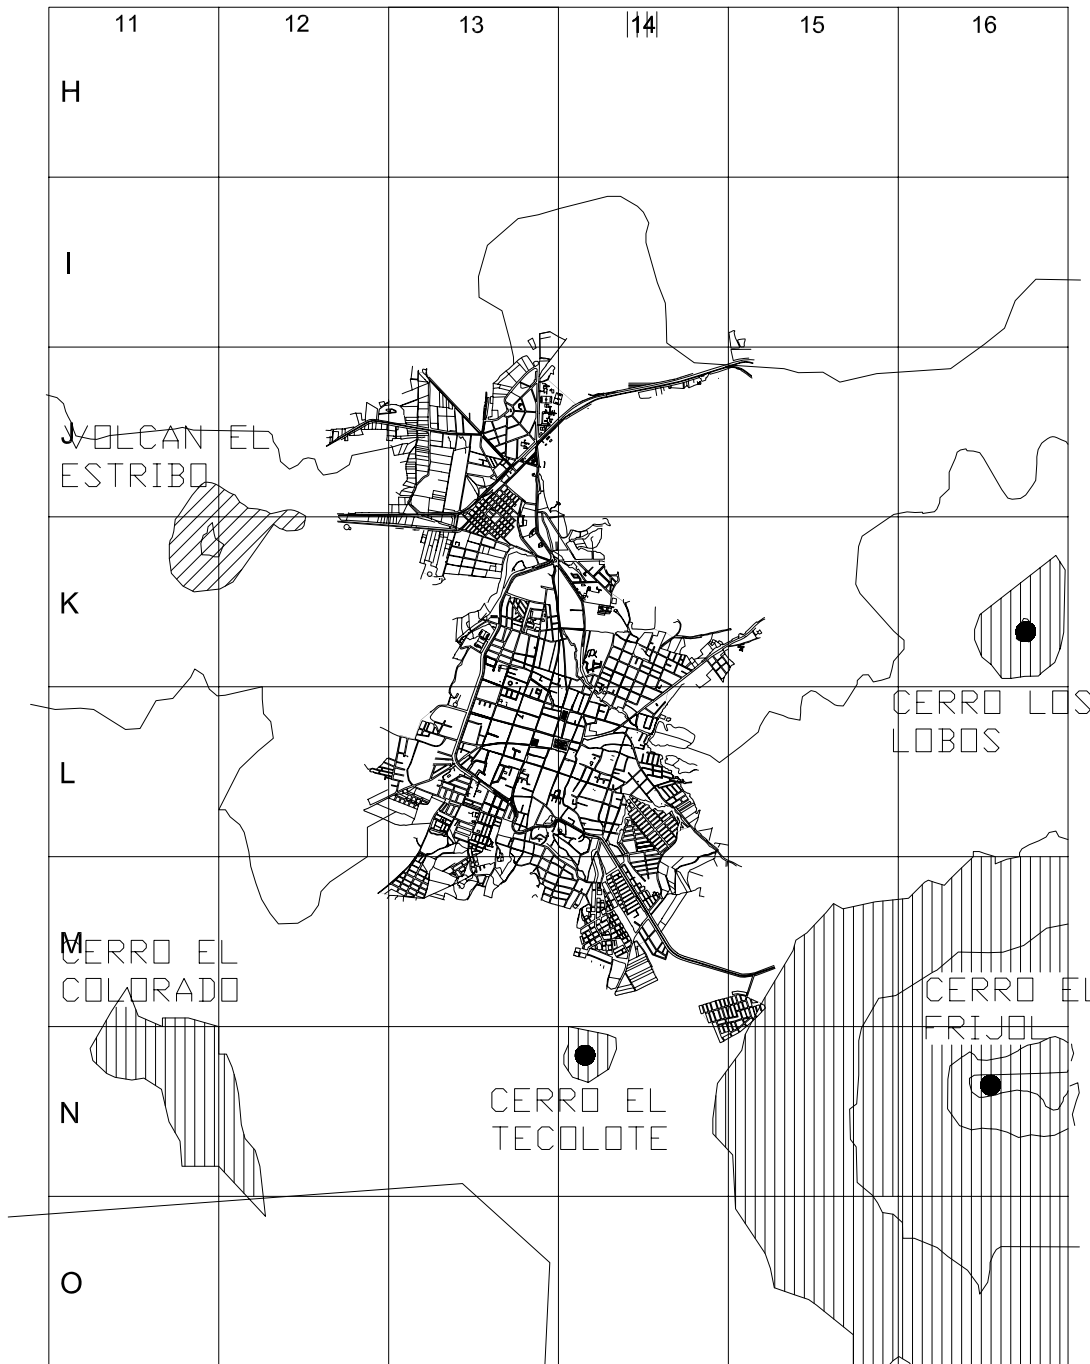 11 12 13 14 15 16
H
I
J
VOLCAN EL
ESTRIBO
K
CERRO LOS
LOBOS
L
M
CERRO EL
COLORADO
CERRO EL
FRIJOL
N
CERRO EL
TECOLOTE
O